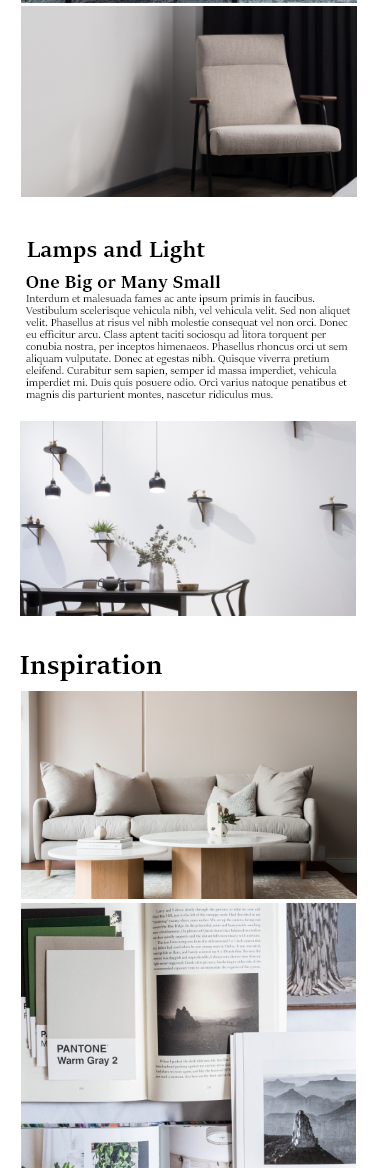 Lamps and Light
One Big or Many Small
Interdum et malesuada fames ac ante ipsum primis in faucibus.
Vestibulum scelerisque vehicula nibh, vel vehicula velit. Sed non aliquet
velit. Phasellus at risus vel nibh molestie consequat vel non orci. Donec
eu efficitur arcu. Class aptent taciti sociosqu ad litora torquent per
conubia nostra, per inceptos himenaeos. Phasellus rhoncus orci ut sem
aliquam vulputate. Donec at egestas nibh. Quisque viverra pretium
eleifend. Curabitur sem sapien, semper id massa imperdiet, vehicula
imperdiet mi. Duis quis posuere odio. Orci varius natoque penatibus et
magnis dis parturient montes, nascetur ridiculus mus.
Inspiration
PANTONE
Warm Gray 2